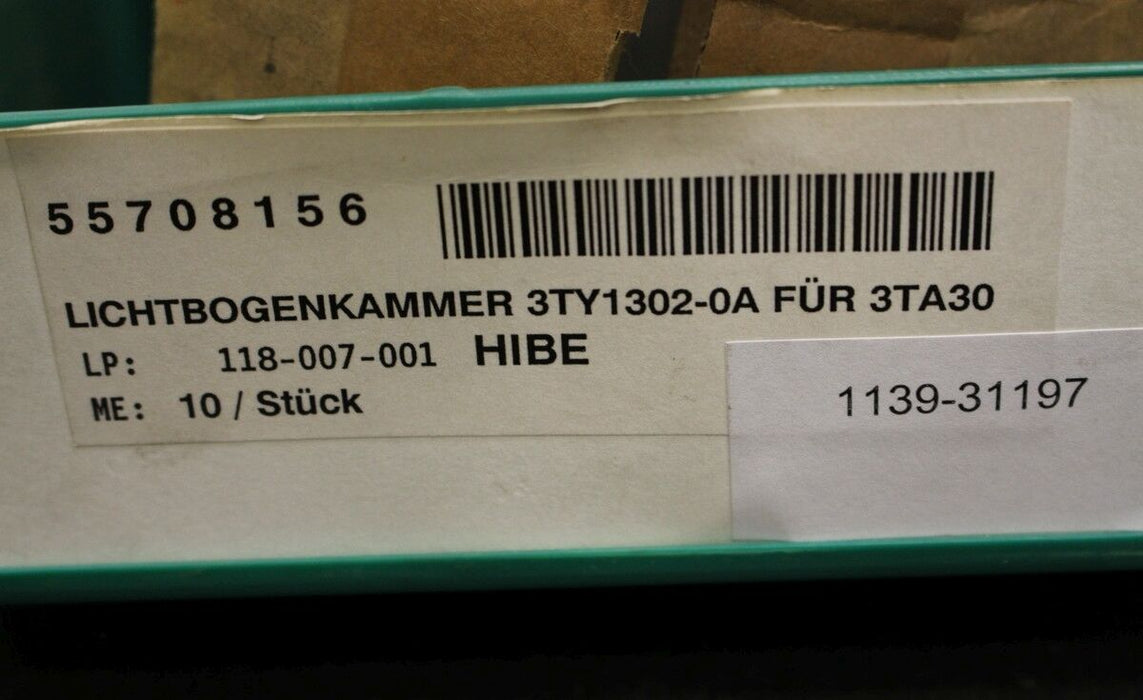 55708156
LICHTBOGENKAMMER 3TY1302-0A FÜR 3TA30
LP: 118-007-001 HIBE
ME: 10 / Stück
1139-31197